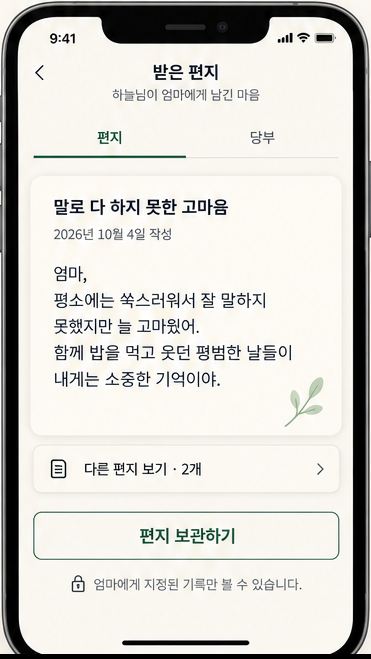 9:41
받은 편지
하늘님이 엄마에게 남긴 마음
편지
당부
말로 다 하지 못한 고마움
2026년 10월 4일 작성
엄마,
평소에는 쑥스러워서 잘 말하지
못했지만 늘 고마웠어.
함께 밥을 먹고 웃던 평범한 날들이
내게는 소중한 기억이야.
다른 편지 보기 · 2개
편지 보관하기
엄마에게 지정된 기록만 볼 수 있습니다.